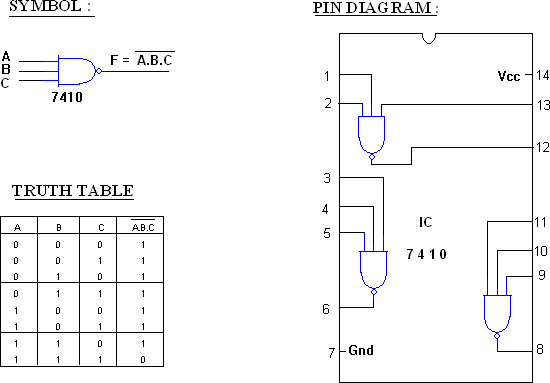 SYMBOL :
A
B
C
F = A.B.C
7410
TRUTH TABLE
A B C A.B.C
0 0 0 1
0 0 1 1
0 1 0 1
0 1 1 1
1 0 0 1
1 0 1 1
1 1 0 1
1 1 1 0
PIN DIAGRAM :
1
2
3
4
5
6
7 Gnd
IC
7 4 1 0
Vcc 14
13
12
11
10
9
8